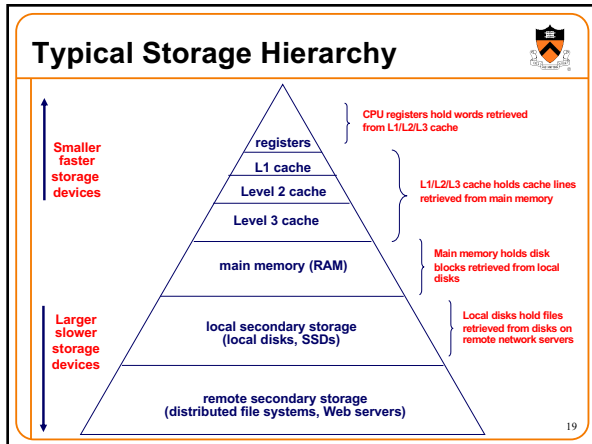 Typical Storage Hierarchy
Smaller
faster
storage
devices
Larger
slower
storage
devices
registers
L1 cache
Level 2 cache
Level 3 cache
main memory (RAM)
local secondary storage
(local disks, SSDs)
remote secondary storage
(distributed file systems, Web servers)
CPU registers hold words retrieved
from L1/L2/L3 cache
L1/L2/L3 cache holds cache lines
retrieved from main memory
Main memory holds disk
blocks retrieved from local
disks
Local disks hold files
retrieved from disks on
remote network servers
19